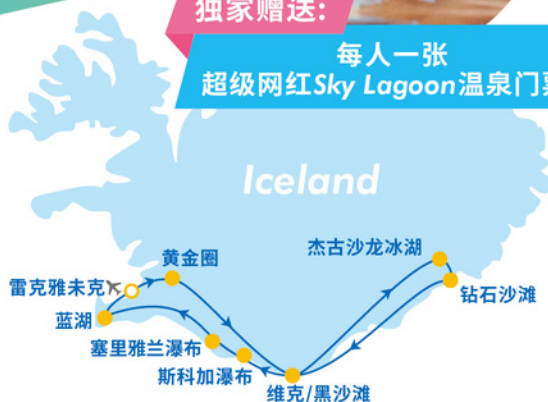 独家赠送:
每人一张
超级网红Sky Lagoon温泉门票
Iceland
黄金圈
杰古沙龙冰湖
雷克雅未克
钻石沙滩
蓝湖
塞里雅兰瀑布
斯科加瀑布
维克/黑沙滩